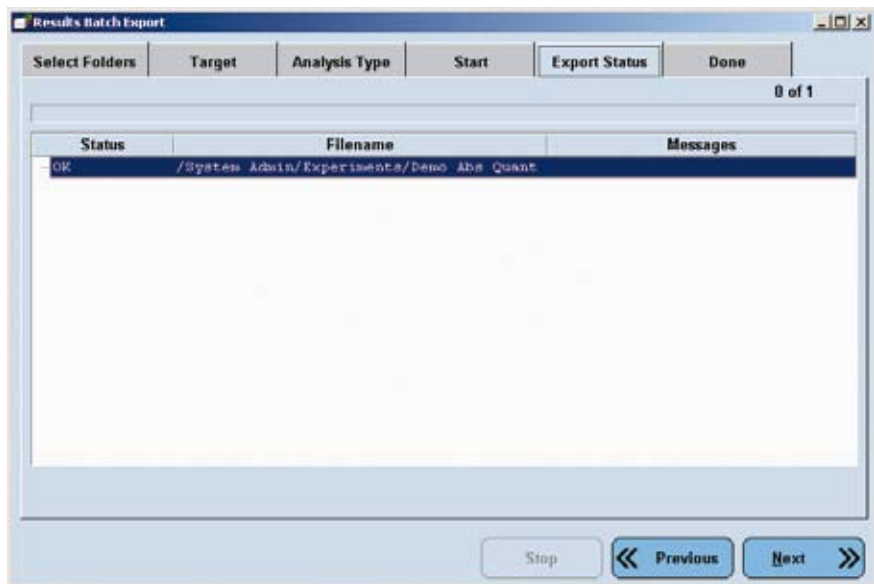 Results Batch Export
Select Folders Target Analysis Type Start Export Status Done
0 of 1
Status Filename Messages
OK /System Admin/Experiments/Demo Abs Quant
Stop Previous Next